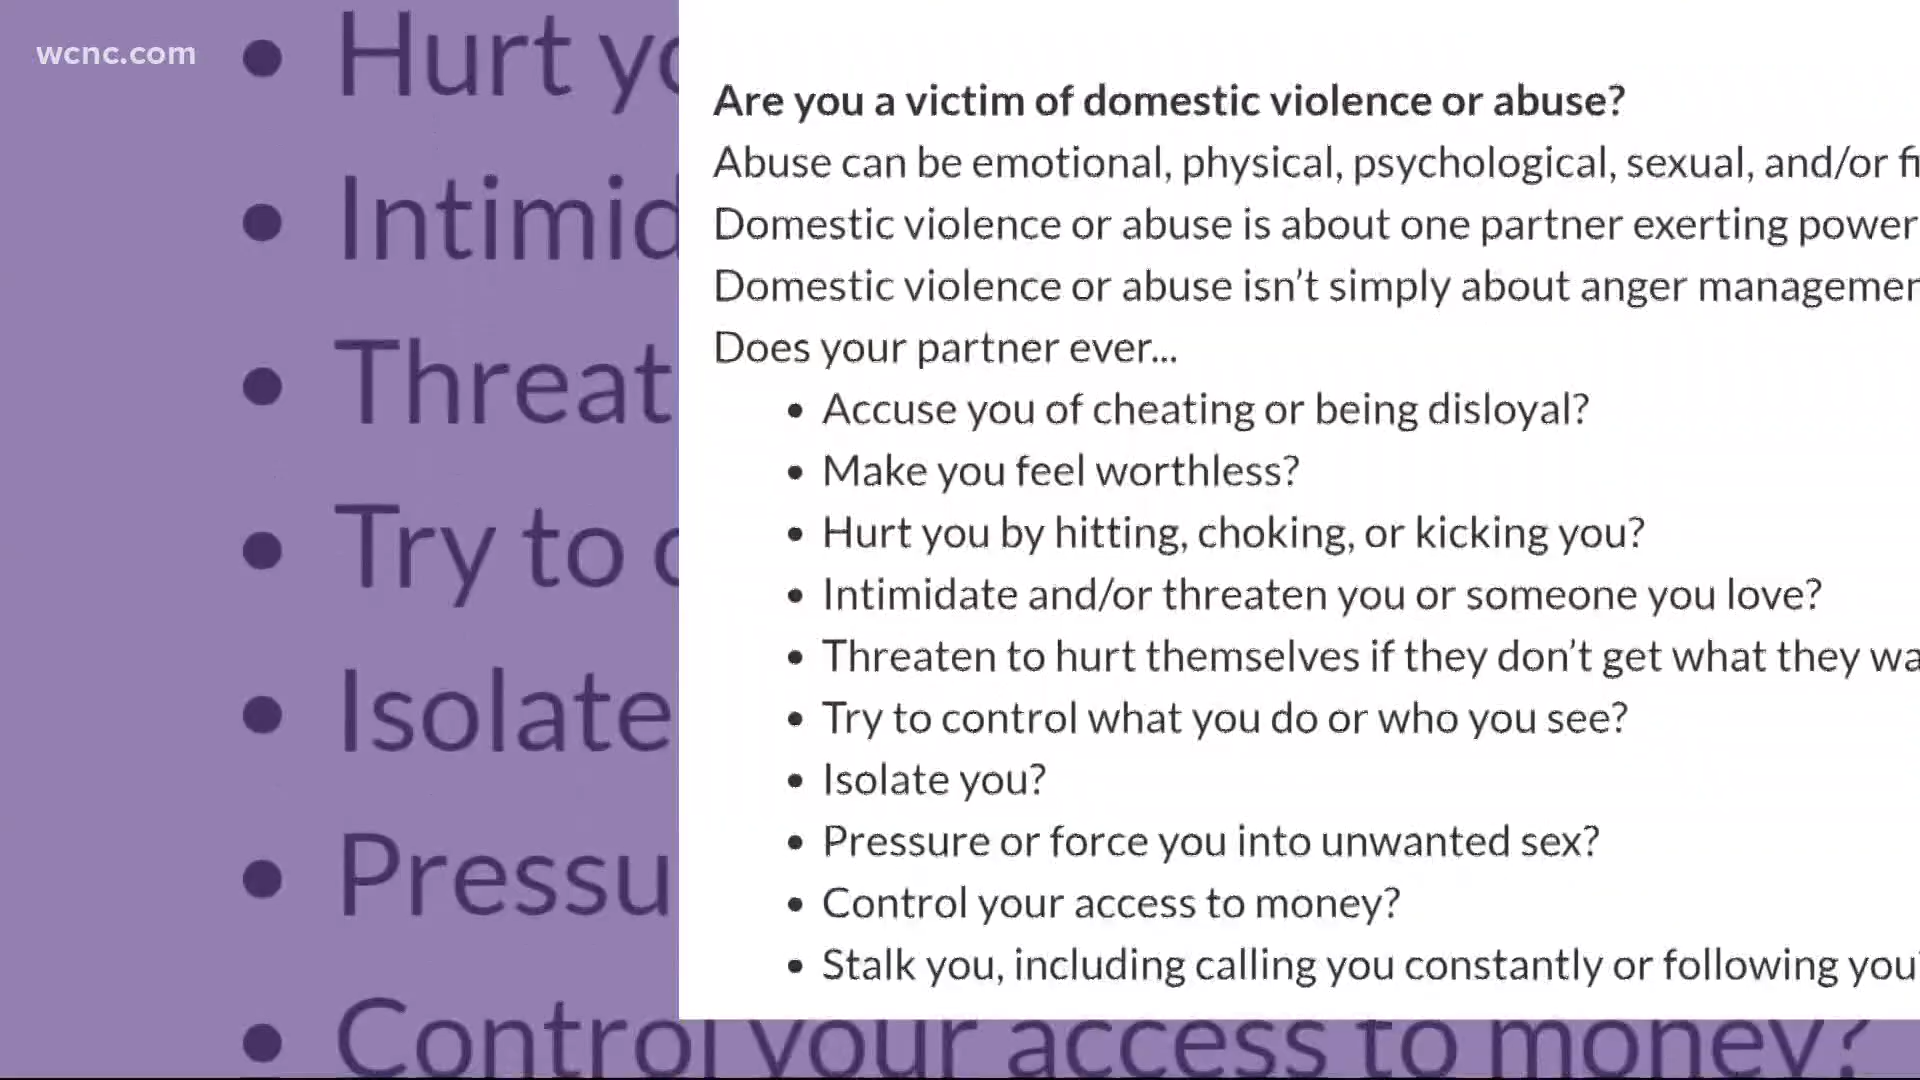 wcnc.com
Hurt
Intimid
Threat
Try to
Isolate
Pressu
Control your access to money?
Are you a victim of domestic violence or abuse?
Abuse can be emotional, physical, psychological, sexual, and/or fi
Domestic violence or abuse is about one partner exerting power
Domestic violence or abuse isn’t simply about anger managemen
Does your partner ever...
• Accuse you of cheating or being disloyal?
• Make you feel worthless?
• Hurt you by hitting, choking, or kicking you?
• Intimidate and/or threaten you or someone you love?
• Threaten to hurt themselves if they don’t get what they wa
• Try to control what you do or who you see?
• Isolate you?
• Pressure or force you into unwanted sex?
• Control your access to money?
• Stalk you, including calling you constantly or following you